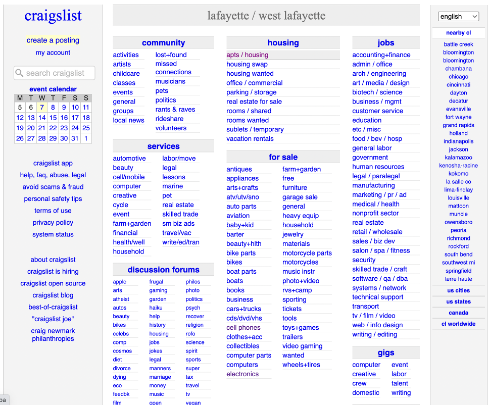 craigslist
create a posting
my account
search craigslist
event calendar
M T W T F S S
5 6 7 8 9 10 11
12 13 14 15 16 17 18
19 20 21 22 23 24 25
26 27 28 29 30 31 1
craigslist app
help, faq, abuse, legal
avoid scams & fraud
personal safety tips
terms of use
privacy policy
system status
about craigslist
craigslist is hiring
craigslist open source
craigslist blog
best-of-craigslist
"craigslist joe"
craig newmark
philanthropies
lafayette / west lafayette
community
activities
artists
childcare
classes
events
general
groups
local news
lost+found
missed
connections
musicians
pets
politics
rants & raves
rideshare
volunteers
services
automotive
beauty
cell/mobile
computer
creative
cycle
event
farm+garden
financial
health/well
household
labor/move
legal
lessons
marine
pet
real estate
skilled trade
sm biz ads
travel/vac
write/ed/tran
discussion forums
apple
arts
atheist
autos
beauty
bikes
celebs
comp
cosmos
diet
divorce
dying
eco
feedbk
film
frugal
gaming
garden
haiku
help
history
housing
jobs
jokes
legal
manners
marriage
money
music
open
philos
photo
politics
psych
recover
religion
rofo
science
spirit
sports
super
tax
travel
tv
vegan
housing
apts / housing
housing swap
housing wanted
office / commercial
parking / storage
real estate for sale
rooms / shared
rooms wanted
sublets / temporary
vacation rentals
for sale
antiques
appliances
arts+crafts
atv/utv/sno
auto parts
aviation
baby+kid
barter
beauty+hlth
bike parts
bikes
boat parts
boats
books
business
cars+trucks
cds/dvd/vhs
cell phones
clothes+acc
collectibles
computer parts
computers
electronics
farm+garden
free
furniture
garage sale
general
heavy equip
household
jewelry
materials
motorcycle parts
motorcycles
music instr
photo+video
rvs+camp
sporting
tickets
tools
toys+games
trailers
video gaming
wanted
wheels+tires
jobs
accounting+finance
admin / office
arch / engineering
art / media / design
biotech / science
business / mgmt
customer service
education
etc / misc
food / bev / hosp
general labor
government
human resources
legal / paralegal
manufacturing
marketing / pr / ad
medical / health
nonprofit sector
real estate
retail / wholesale
sales / biz dev
salon / spa / fitness
security
skilled trade / craft
software / qa / dba
systems / network
technical support
transport
tv / film / video
web / info design
writing / editing
gigs
computer
creative
crew
domestic
event
labor
talent
writing
english
nearby cl
battle creek
bloomington
bloomington
chambana
chicago
cincinnati
dayton
decatur
evansville
fort wayne
grand rapids
holland
indianapolis
jackson
kalamazoo
kenosha-racine
kokomo
la salle co
lima-findlay
louisville
mattoon
muncie
owensboro
peoria
richmond
rockford
south bend
southwest mi
springfield
terre haute
us cities
us states
canada
cl worldwide